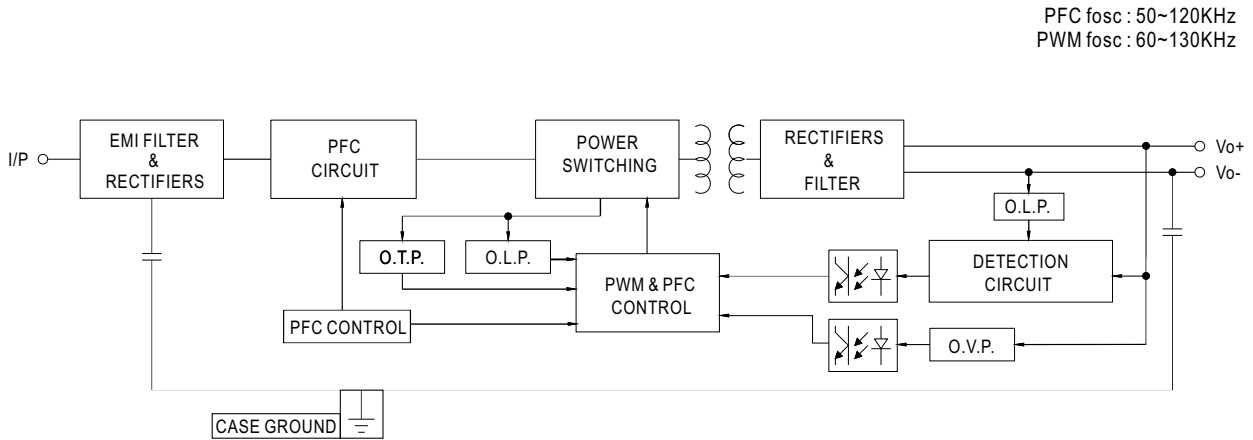 PFC fosc : 50~120KHz
PWM fosc : 60~130KHz
I/P
EMI FILTER
&
RECTIFIERS
PFC
CIRCUIT
POWER
SWITCHING
RECTIFIERS
&
FILTER
Vo+
Vo-
O.L.P.
O.T.P.
O.L.P.
PWM & PFC
CONTROL
DETECTION
CIRCUIT
PFC CONTROL
O.V.P.
CASE GROUND